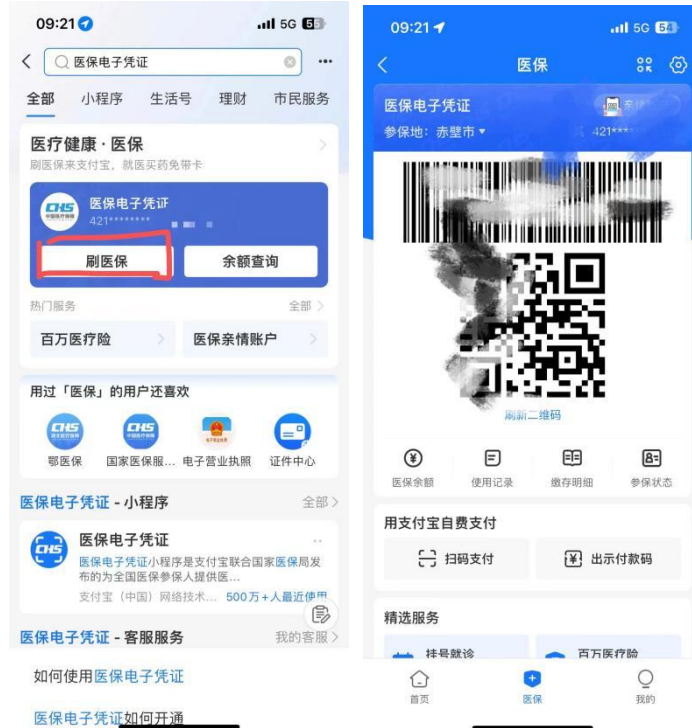 09:21
5G 55
医保电子凭证
全部 小程序 生活号 理财 市民服务
医疗健康·医保
刷医保来支付宝,就医买药免带卡
CHS
医保电子凭证
421********
刷医保 余额查询
热门服务 全部
百万医疗险 医保亲情账户
用过「医保」的用户还喜欢
CHS CHS
鄂医保 国家医保服... 电子营业执照 证件中心
医保电子凭证 - 小程序 全部
CHS
医保电子凭证
医保电子凭证小程序是支付宝联合国家医保局发
布的为全国医保参保人提供医...
支付宝(中国)网络技术... 500万+人最近使用
医保电子凭证 - 客服服务 我的客服
如何使用医保电子凭证
医保电子凭证如何开通
09:21
5G 54
医保
医保电子凭证
参保地:赤壁市 421***
刷新二维码
医保余额 使用记录 缴存明细 参保状态
用支付宝自费支付
扫码支付 出示付款码
精选服务
挂号就诊 百万医疗险
首页 医保 我的